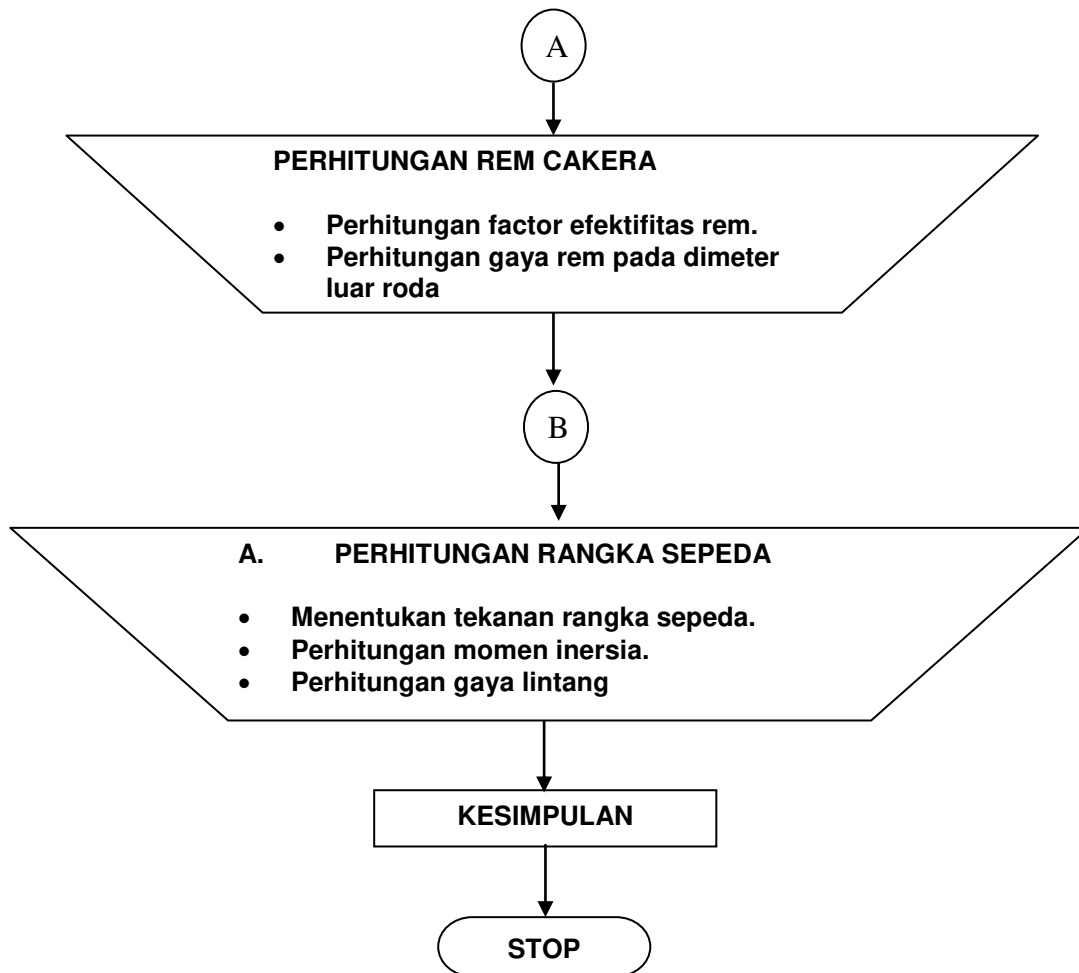 A
PERHITUNGAN REM CAKERA
• Perhitungan factor efektifitas rem.
• Perhitungan gaya rem pada dimeter
luar roda
B
A. PERHITUNGAN RANGKA SEPEDA
• Menentukan tekanan rangka sepeda.
• Perhitungan momen inersia.
• Perhitungan gaya lintang
KESIMPULAN
STOP